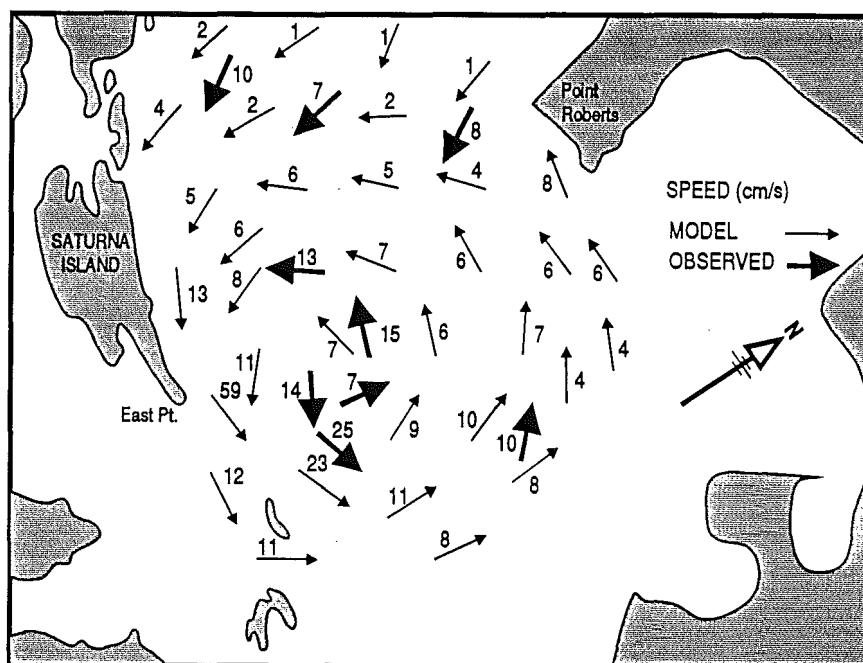 2 1 1
10 7 1
Point
Roberts
4 2 2 8
6 5 4 8
SPEED (cm/s)
5
MODEL
SATURNA
ISLAND
6
OBSERVED
13 7 6 6 6
13 8
N
15 6 7 4
7
11
59 14 7 4
East Pt.
25 9 10 10
12 23 8
11
11 8